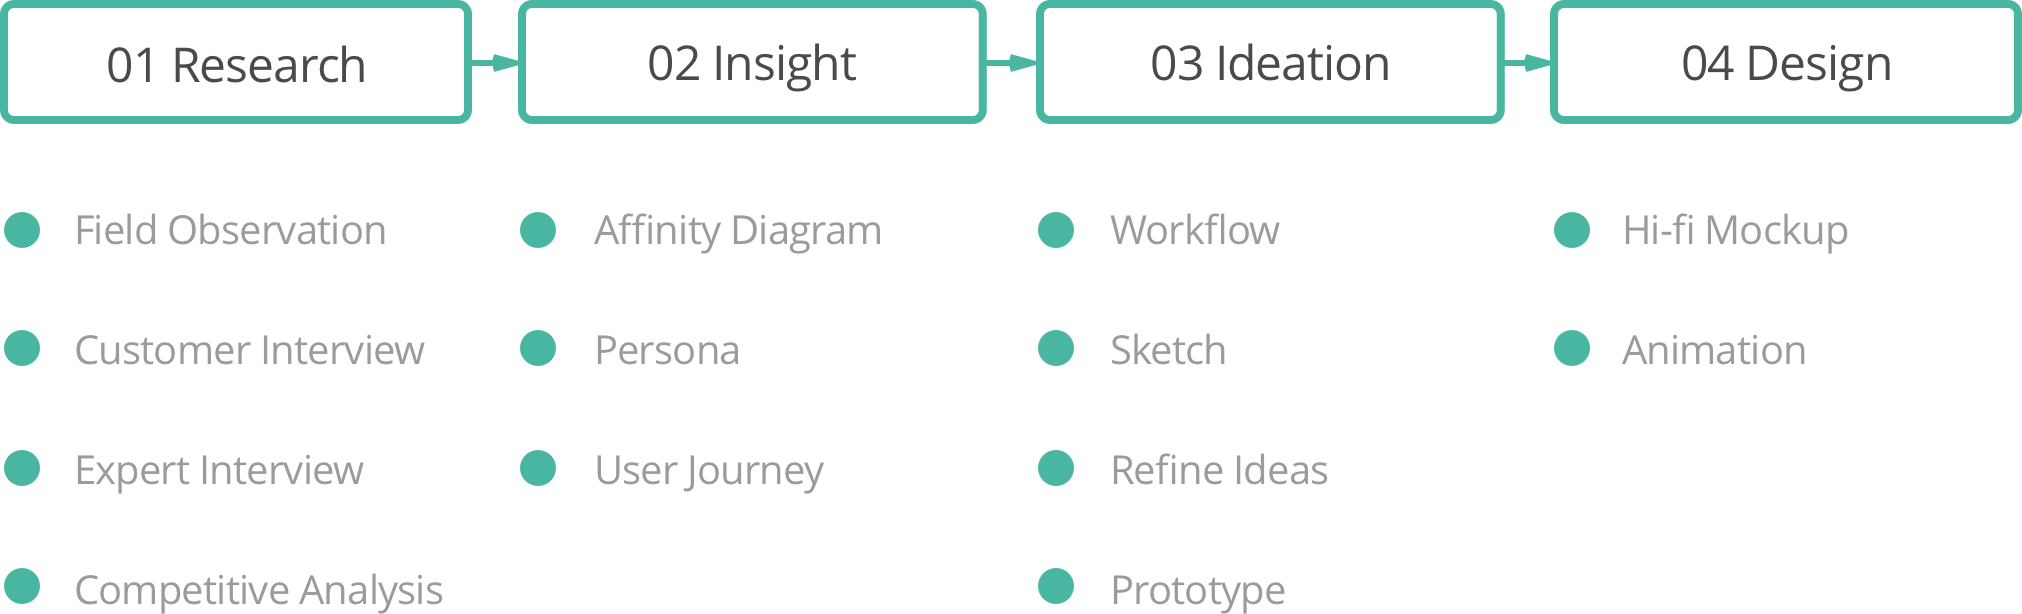 01 Research
02 Insight
03 Ideation
04 Design
Field Observation
Customer Interview
Expert Interview
Competitive Analysis
Affinity Diagram
Persona
User Journey
Workflow
Sketch
Refine Ideas
Prototype
Hi-fi Mockup
Animation